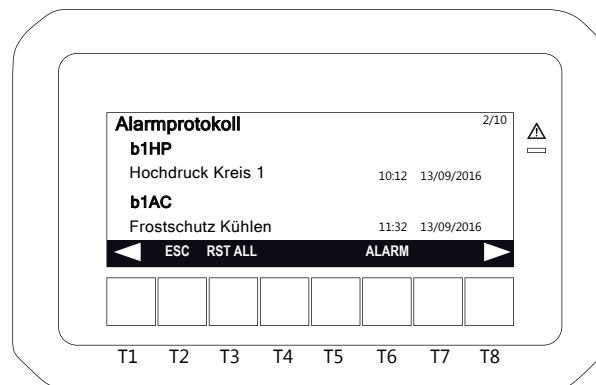 Alarmprotokoll 2/10
b1HP
Hochdruck Kreis 1 10:12 13/09/2016
b1AC
Frostschutz Kühlen 11:32 13/09/2016
ESC RST ALL ALARM
T1 T2 T3 T4 T5 T6 T7 T8